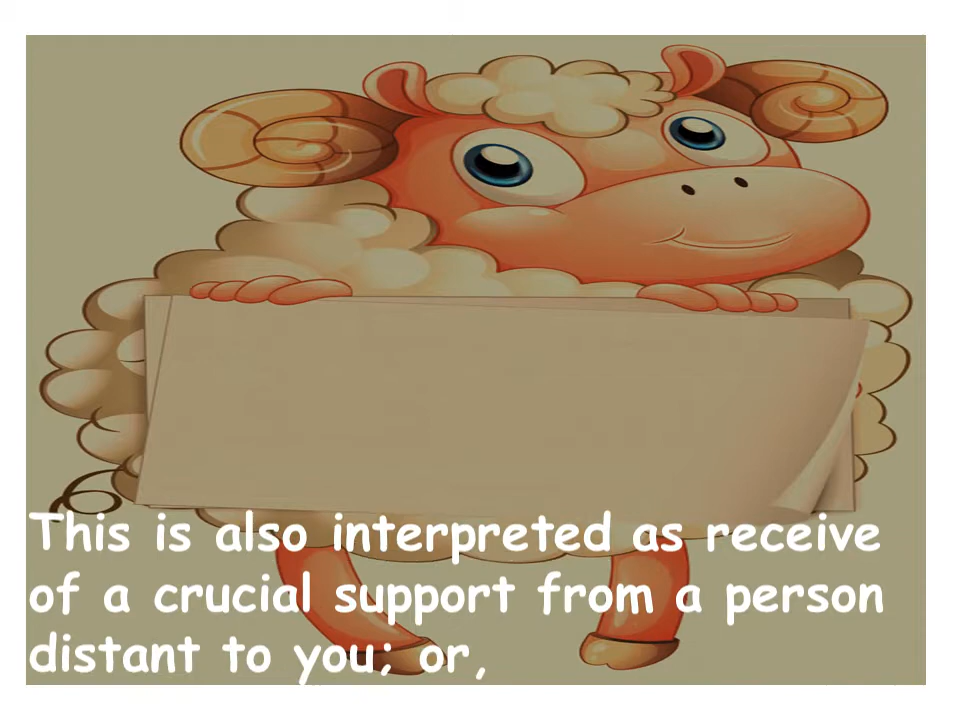 This is also interpreted as receive
of a crucial support from a person
distant to you; or,